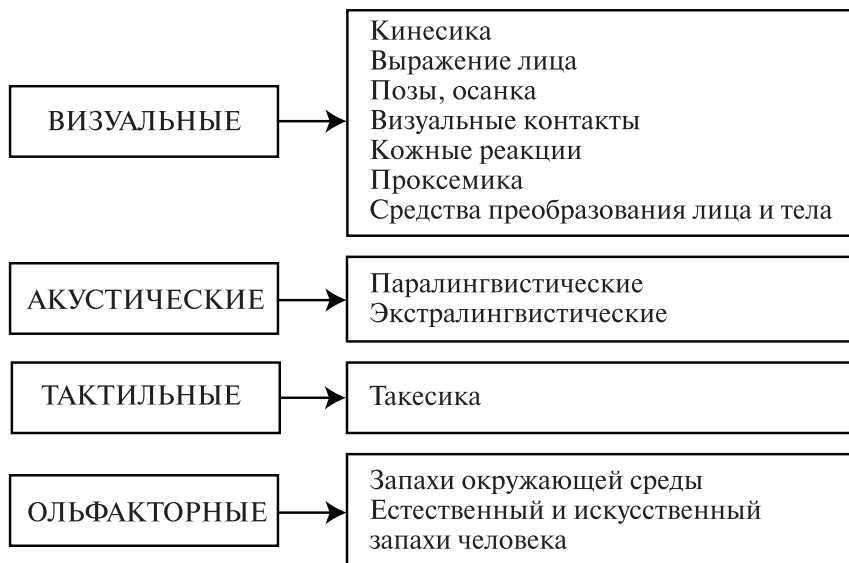 ВИЗУАЛЬНЫЕ
Кинесика
Выражение лица
Позы, осанка
Визуальные контакты
Кожные реакции
Проксемика
Средства преобразования лица и тела
АКУСТИЧЕСКИЕ
Паралингвистические
Экстралингвистические
ТАКТИЛЬНЫЕ
Такесика
ОЛЬФАКТОРНЫЕ
Запахи окружающей среды
Естественный и искусственный
запахи человека